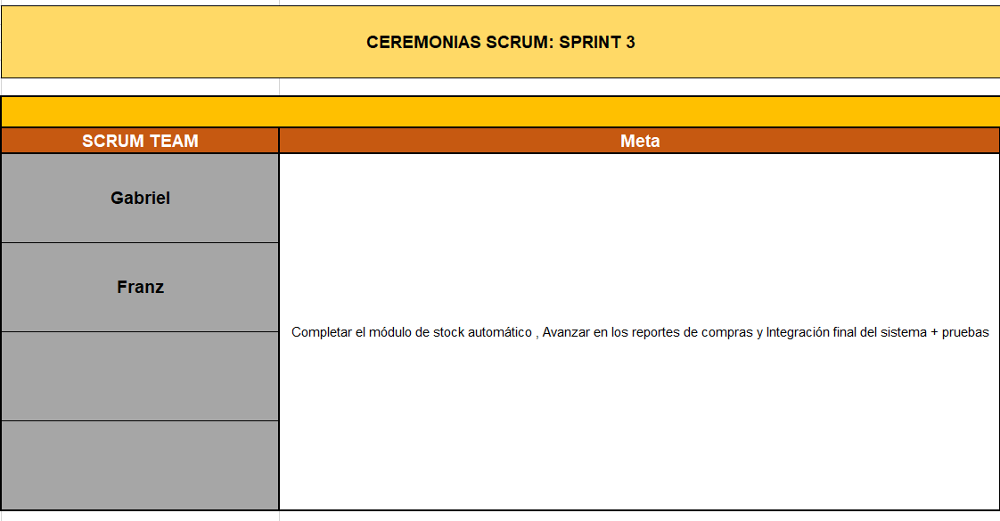 CEREMONIAS SCRUM: SPRINT 3
SCRUM TEAM
Meta
Gabriel
Franz
Completar el módulo de stock automático , Avanzar en los reportes de compras y Integración final del sistema + pruebas